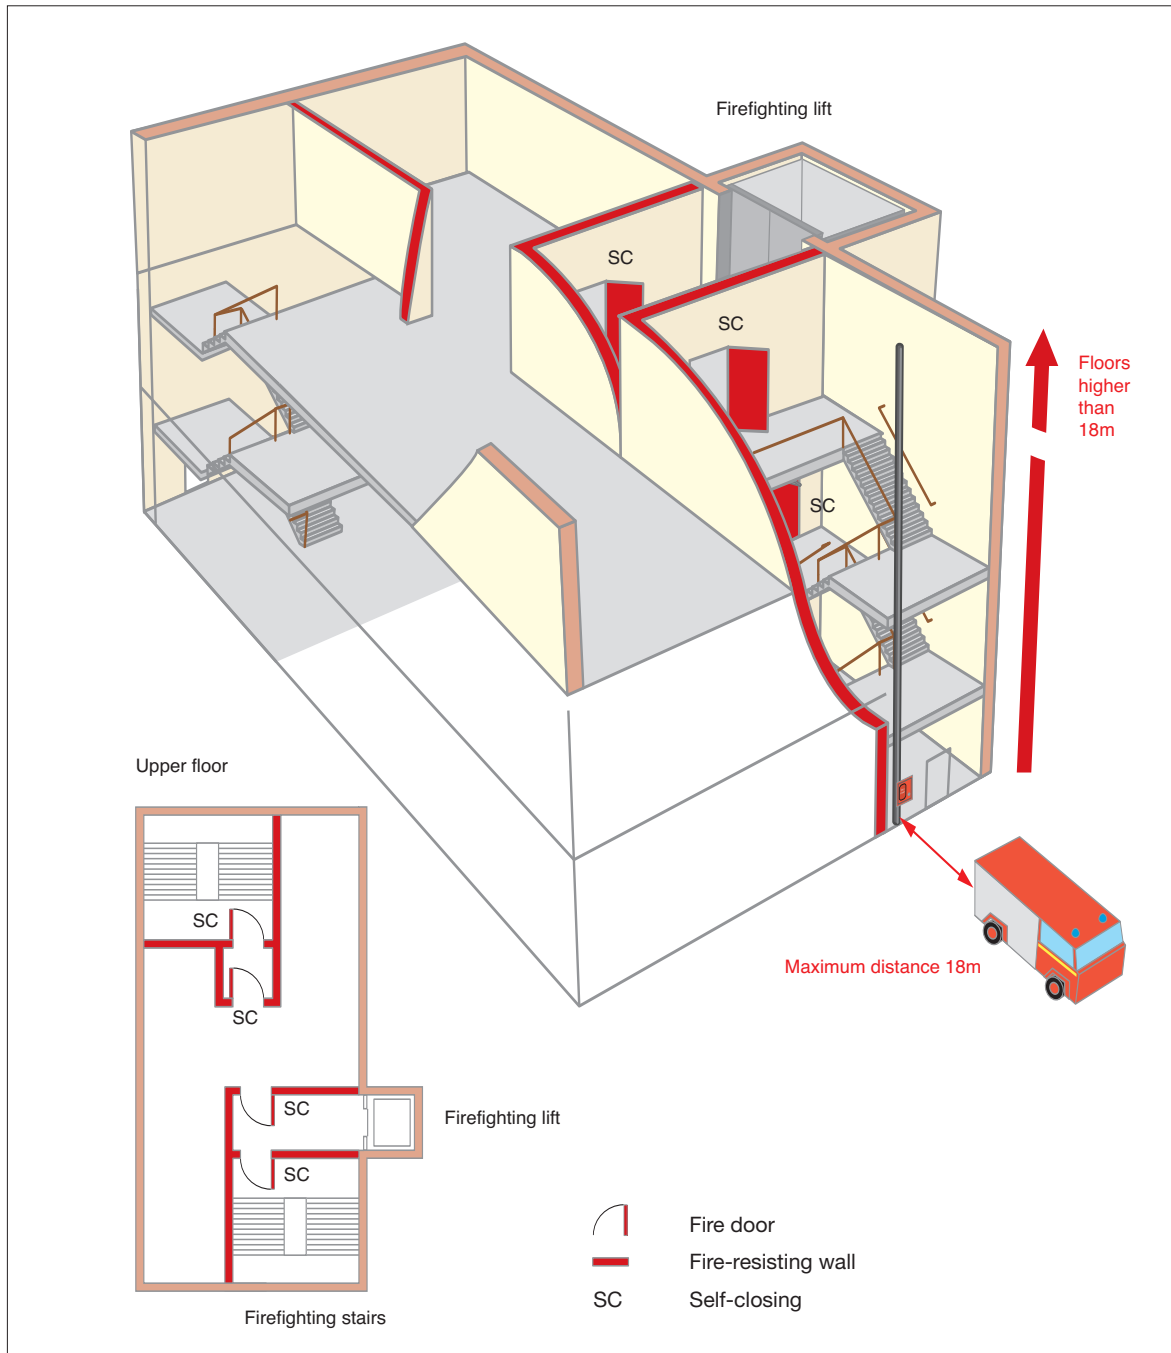 Firefighting lift
SC
SC
Floors
higher
than
18m
SC
Upper floor
Maximum distance 18m
SC
SC
SC
Firefighting lift
SC
Fire door
Fire-resisting wall
SC Self-closing
Firefighting stairs